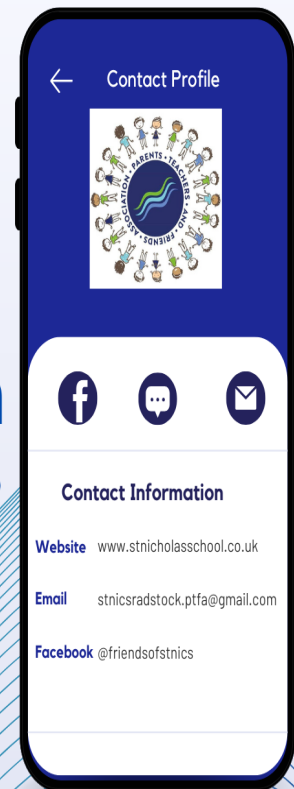 Contact Profile
PARENTS • TEACHERS • AND • FRIENDS • ASSOCIATION •
Contact Information
Website www.stnicholasschool.co.uk
Email stnicsradstock.ptfa@gmail.com
Facebook @friendsofstnics